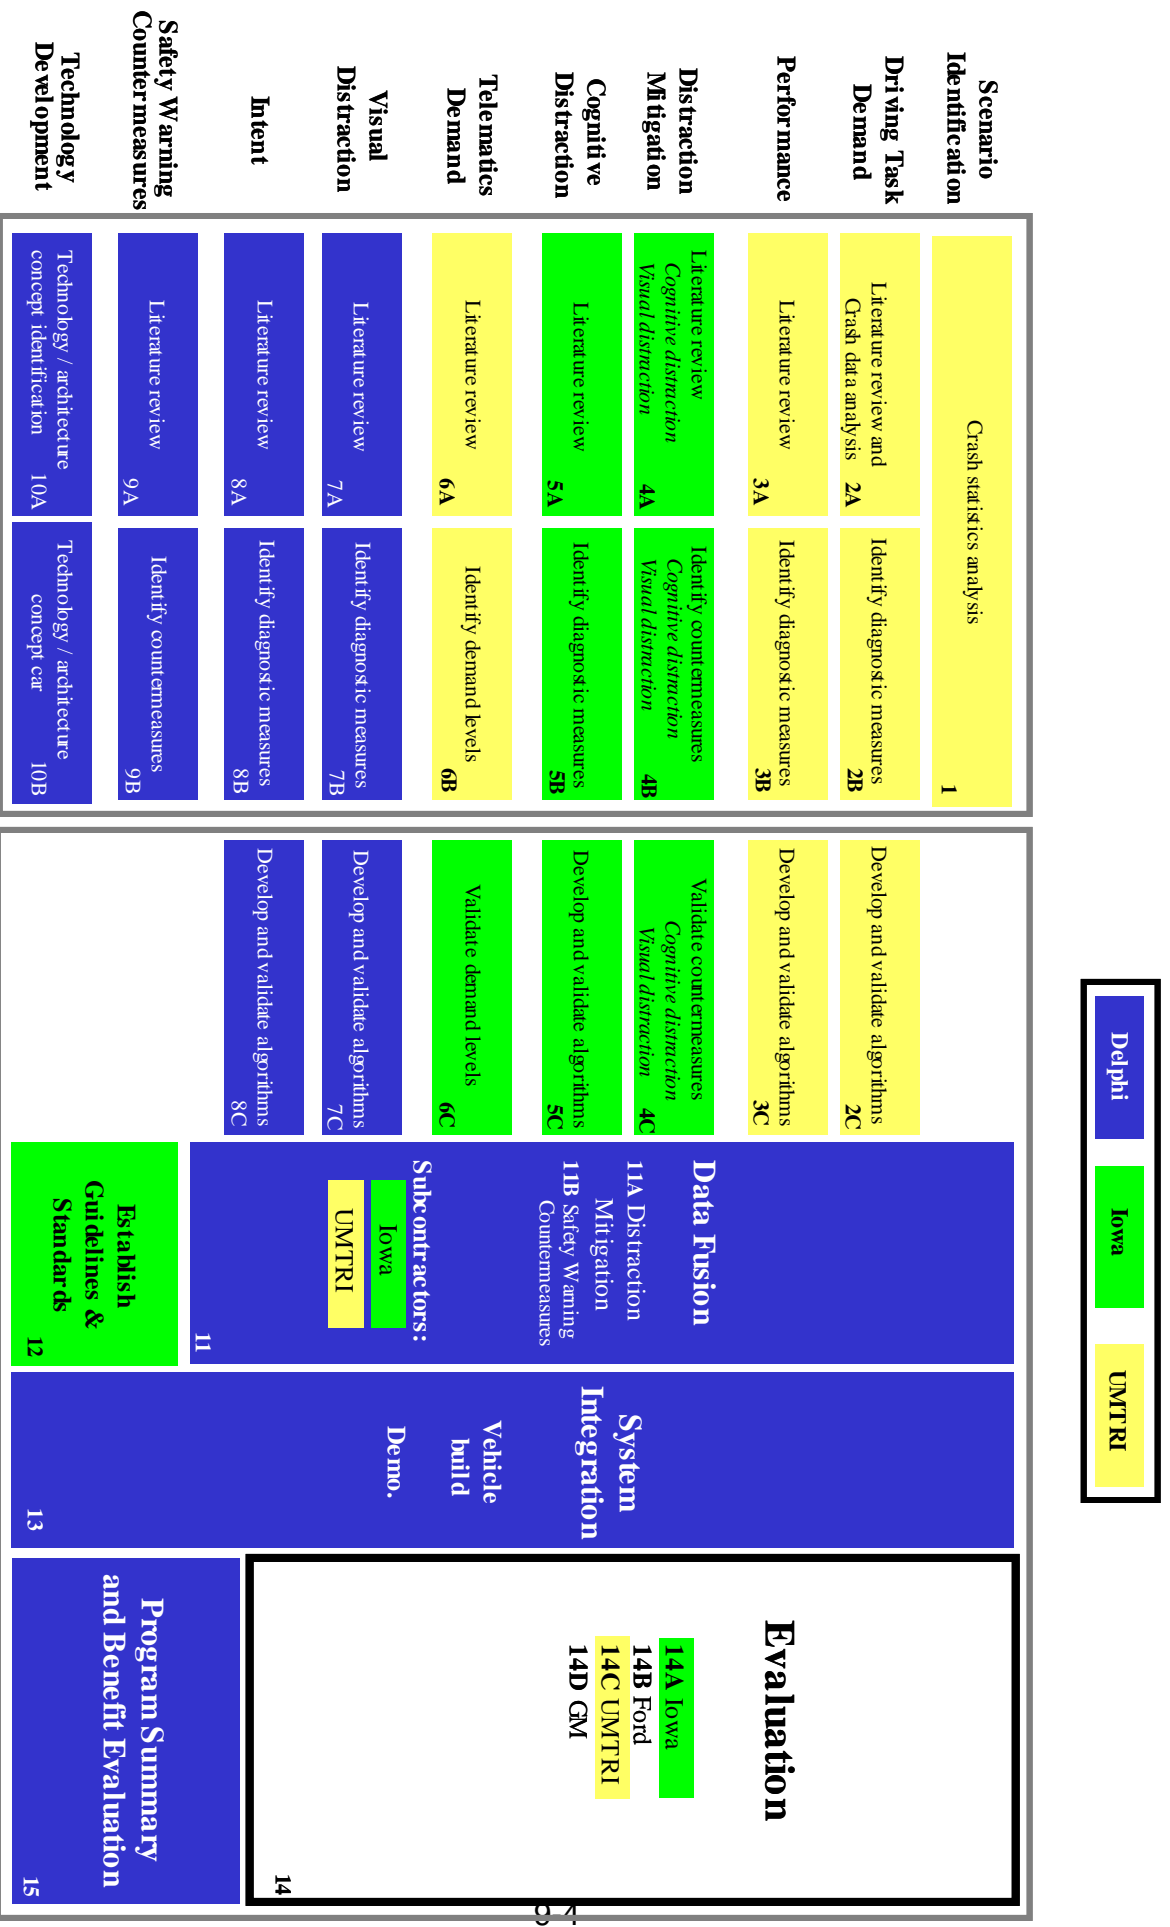 Delphi
Iowa
UMTRI
Scenario
Identification
Crash statistics analysis
1
Driving Task
Demand
Literature review and
Crash data analysis
2A
Identify diagnostic measures
2B
Develop and validate algorithms
2C
Performance
Literature review
3A
Identify diagnostic measures
3B
Develop and validate algorithms
3C
Distraction
Mitigation
Literature review
Cognitive distraction
Visual distraction
4A
Identify countermeasures
Cognitive distraction
Visual distraction
4B
Validate countermeasures
Cognitive distraction
Visual distraction
4C
Cognitive
Distraction
Literature review
5A
Identify diagnostic measures
5B
Develop and validate algorithms
5C
Telematics
Demand
Literature review
6A
Identify demand levels
6B
Validate demand levels
6C
Visual
Distraction
Literature review
7A
Identify diagnostic measures
7B
Develop and validate algorithms
7C
Intent
Literature review
8A
Identify diagnostic measures
8B
Develop and validate algorithms
8C
Safety Warning
Countermeasures
Literature review
9A
Identify countermeasures
9B
Technology
Development
Technology / architecture
concept identification
10A
Technology / architecture
concept car
10B
Data Fusion
11A Distraction
Mitigation
11B Safety Warning
Countermeasures
Subcontractors:
Iowa
UMTRI
11
Establish
Guidelines &
Standards
12
System
Integration
Vehicle
build
Demo.
13
Evaluation
14A Iowa
14B Ford
14C UMTRI
14D GM
14
Program Summary
and Benefit Evaluation
15
9-4